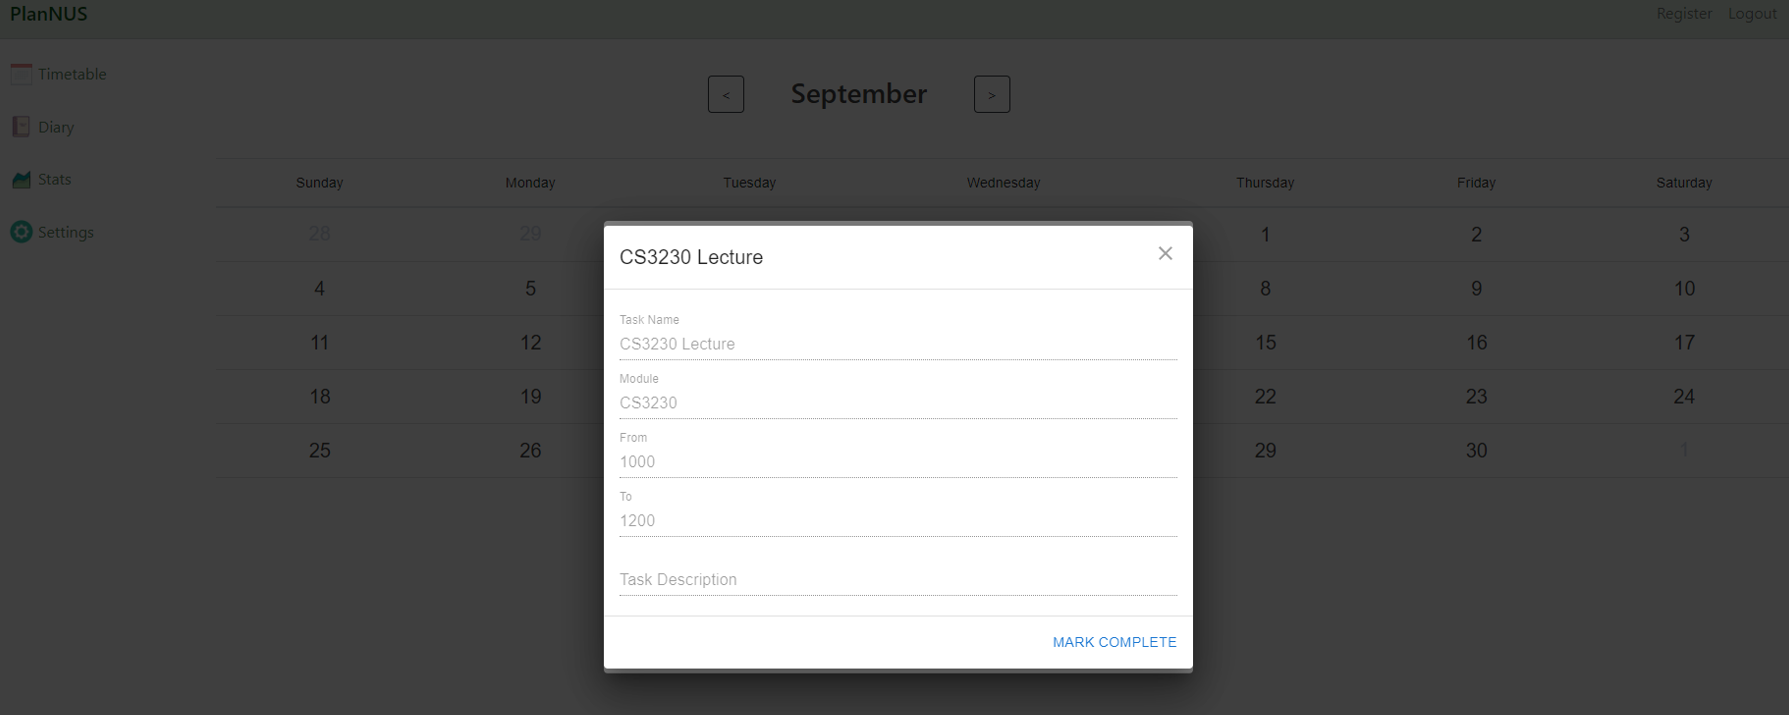 PlanNUS Register Logout
Timetable
< September >
Diary
Stats
Sunday Monday Tuesday Wednesday Thursday Friday Saturday
Settings
28 29 1 2 3
4 5 8 9 10
11 12 15 16 17
18 19 22 23 24
25 26 29 30 1
CS3230 Lecture
Task Name
CS3230 Lecture
Module
CS3230
From
1000
To
1200
Task Description
MARK COMPLETE